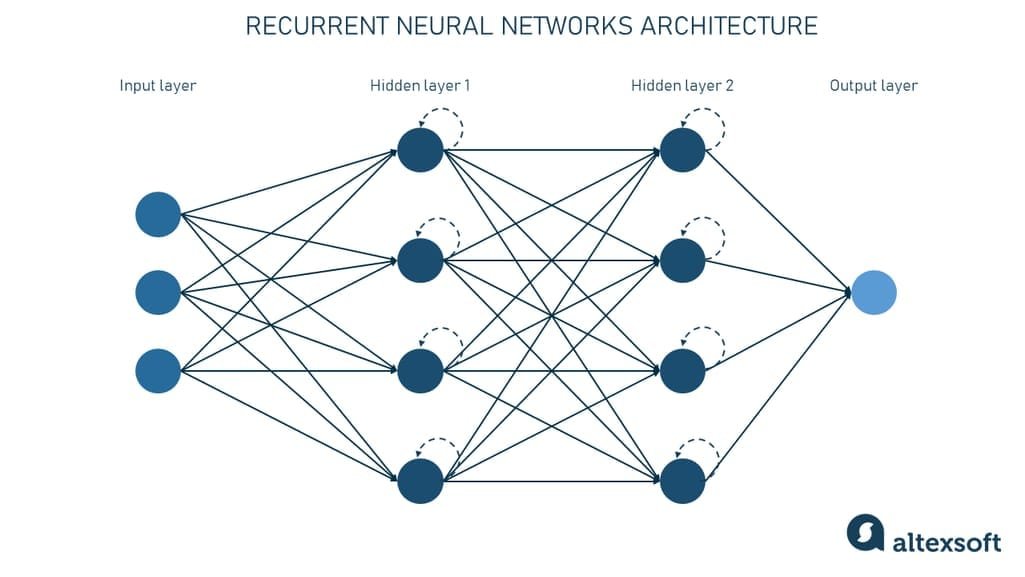 RECURRENT NEURAL NETWORKS ARCHITECTURE
Input layer
Hidden layer 1
Hidden layer 2
Output layer
altexsoft